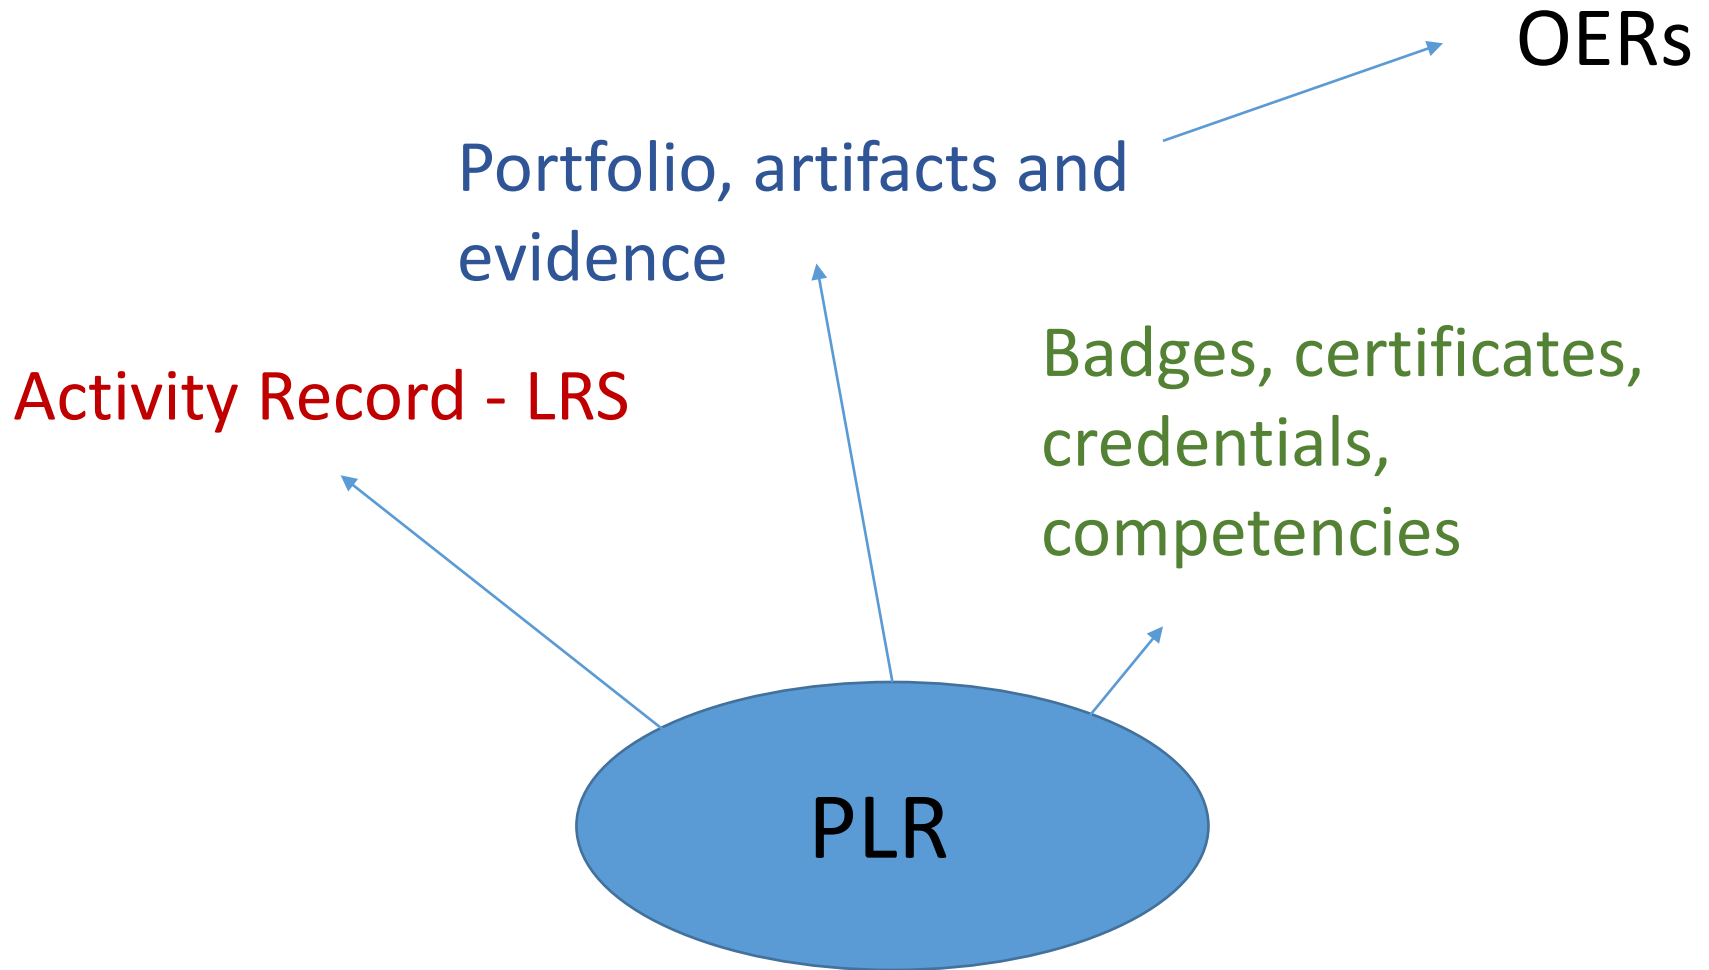 OERs
Portfolio, artifacts and
evidence
Activity Record - LRS
Badges, certificates,
credentials,
competencies
PLR